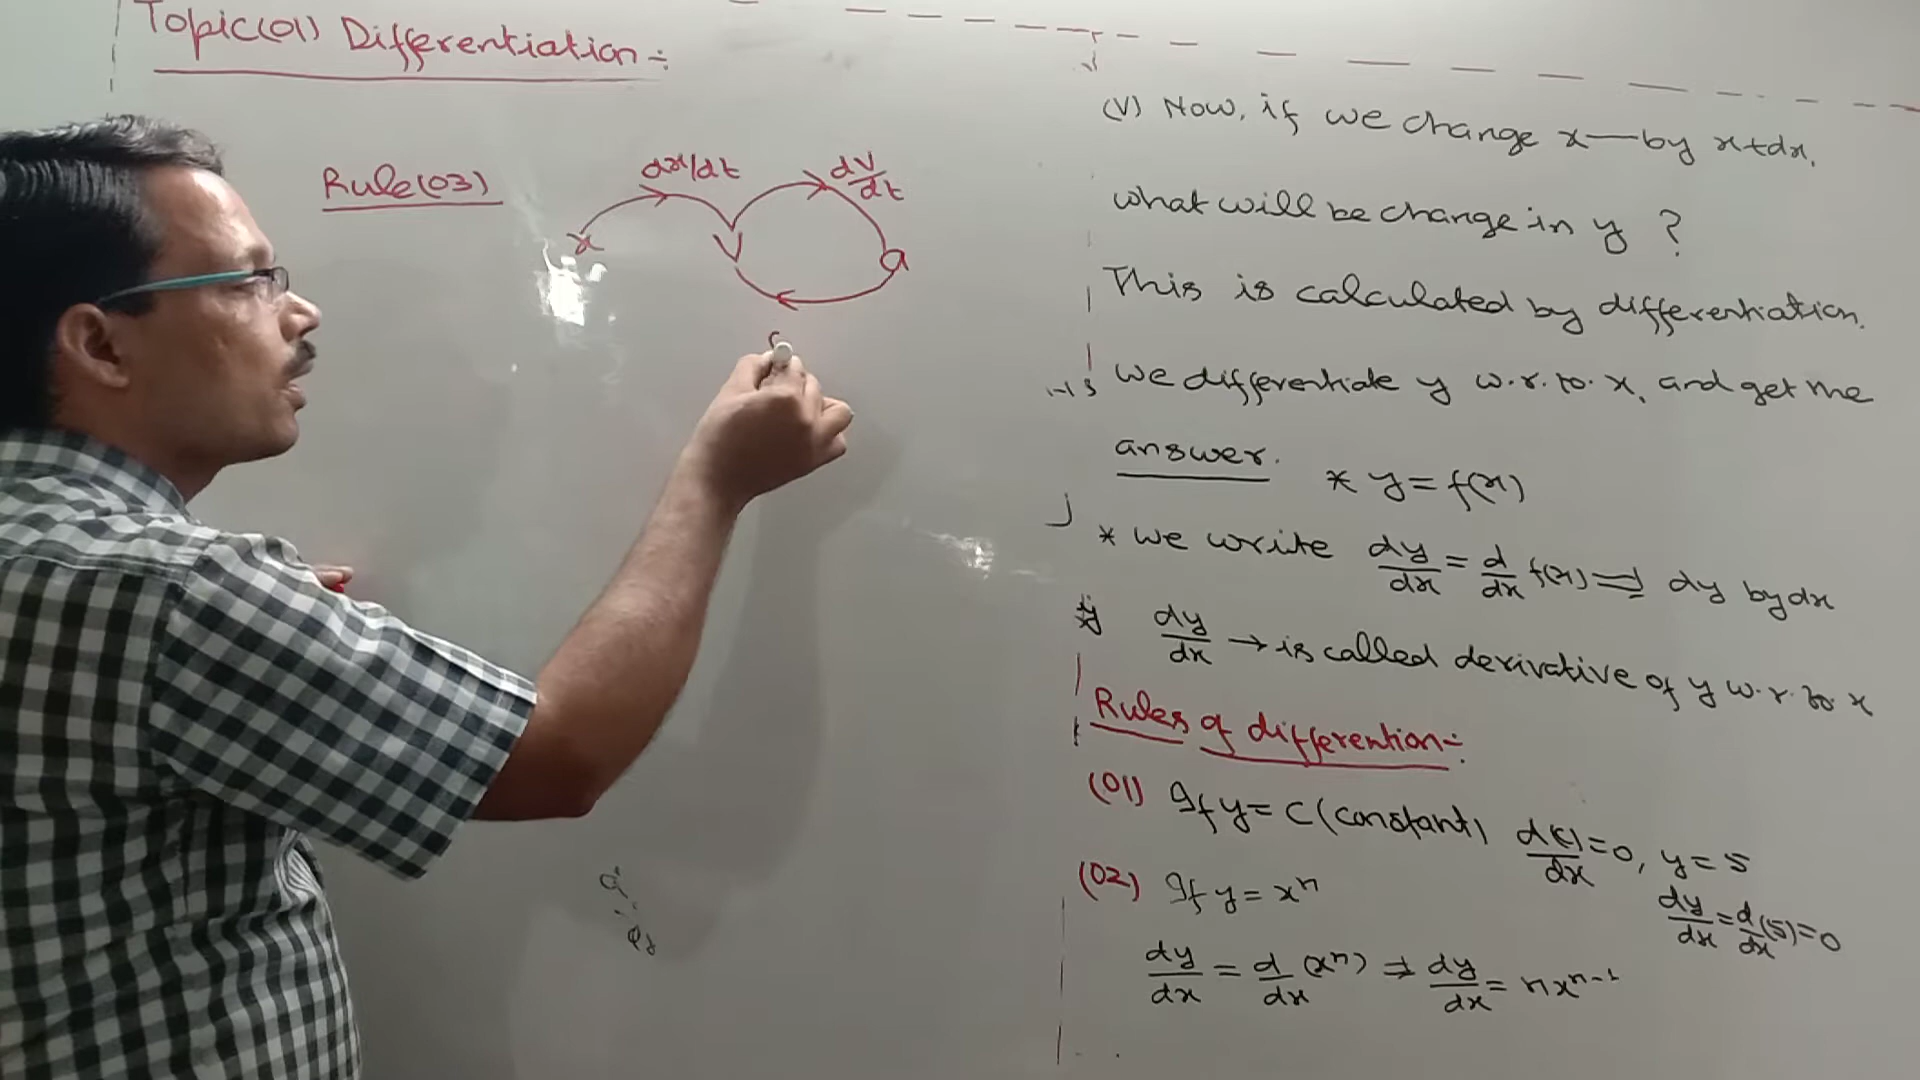 Topic(01) Differentiation :-
Rule(03)
dx/dt
dV/dt
x
V
a
(V) Now, if we change x — by x+dx.
what will be change in y ?
This is calculated by differentiation.
we differentiate y w.r.to. x, and get the
answer. * y = f(x)
* we write dy/dx = d/dx f(x) ⇒ dy by dx
dy/dx → is called derivative of y w.r.to x
Rules of differention :-
(01) If y = C (constant) d(c)/dx = 0, y = 5
dy/dx = d/dx (5) = 0
(02) If y = x^n
dy/dx = d/dx (x^n) ⇒ dy/dx = nx^n-1